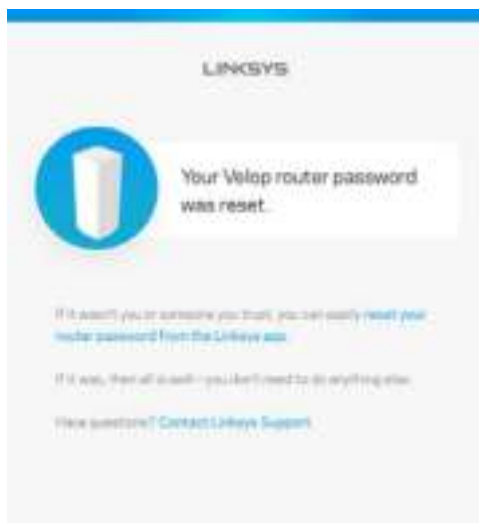 LINKSYS
Your Velop router password
was reset.
If it wasn't you or someone you trust, you can easily reset your
router password from the Linksys app.
If it was, then all is well - you don't need to do anything else.
Have questions? Contact Linksys Support